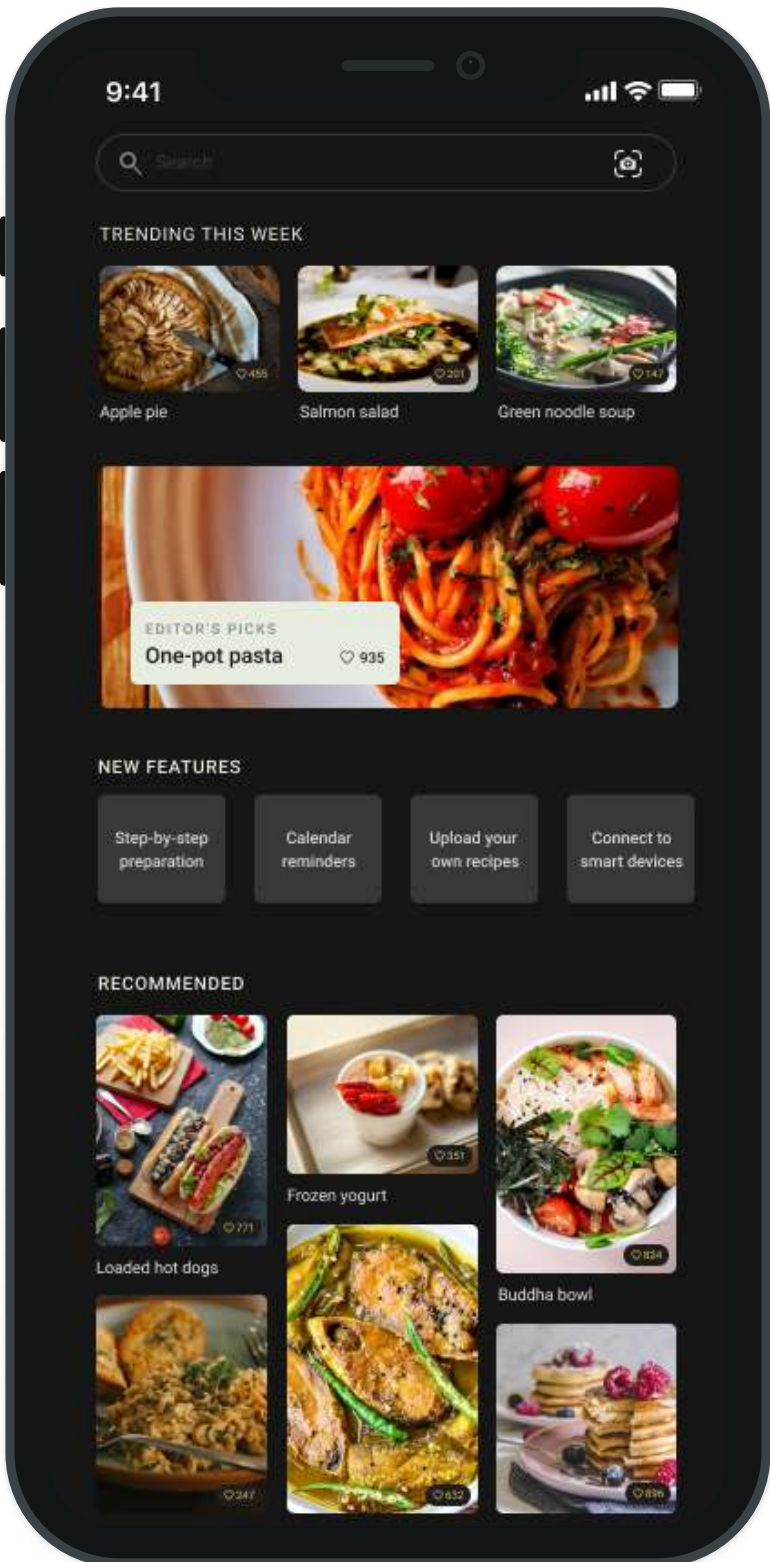 9:41
Search
TRENDING THIS WEEK
455
201
147
Apple pie
Salmon salad
Green noodle soup
EDITOR'S PICKS
One-pot pasta
935
NEW FEATURES
Step-by-step
preparation
Calendar
reminders
Upload your
own recipes
Connect to
smart devices
RECOMMENDED
771
Loaded hot dogs
351
Frozen yogurt
824
Buddha bowl
247
632
896